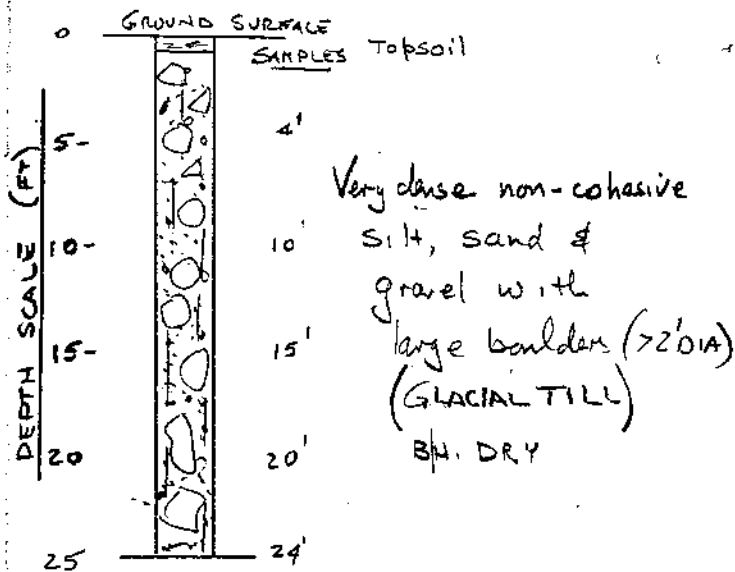 GROUND SURFACE
0
SAMPLES Topsoil
DEPTH SCALE (FT)
5-
4'
Very dense non-cohesive
10-
10'
silt, sand &
gravel with
15-
15'
large boulders (>2'DIA)
(GLACIAL TILL)
20
20'
BH. DRY
25
24'